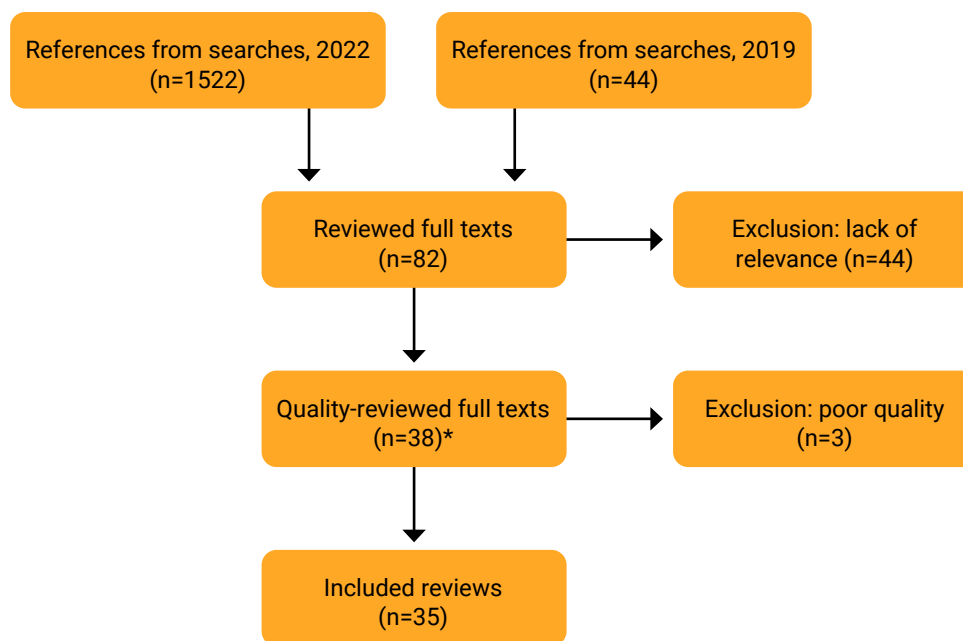 References from searches, 2022
(n=1522)
References from searches, 2019
(n=44)
Reviewed full texts
(n=82)
Exclusion: lack of
relevance (n=44)
Quality-reviewed full texts
(n=38)*
Exclusion: poor quality
(n=3)
Included reviews
(n=35)